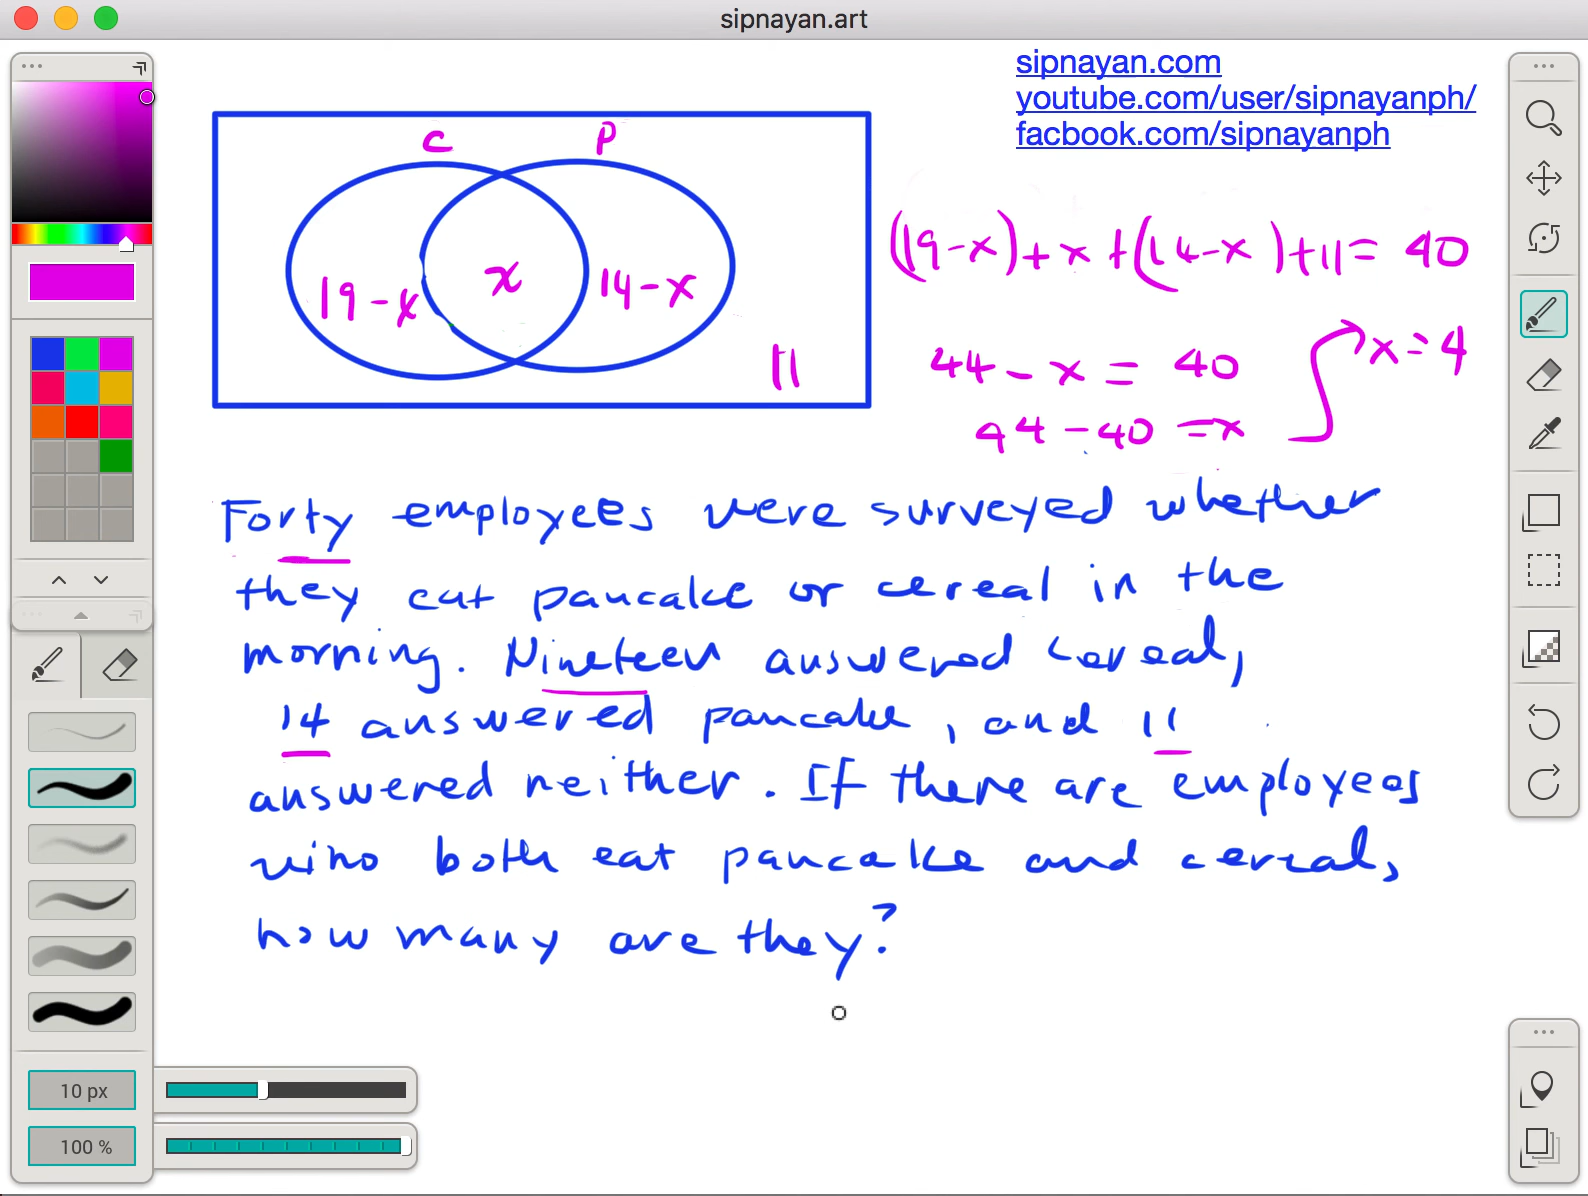 sipnayan.art
sipnayan.com
youtube.com/user/sipnayanph/
facbook.com/sipnayanph
C P
19-x x 14-x
11
(19-x)+x+(14-x)+11= 40
44-x = 40
44-40 =x
x=4
Forty employees were surveyed whether
they eat pancake or cereal in the
morning. Nineteen answered cereal,
14 answered pancake, and 11
answered neither. If there are employees
who both eat pancake and cereal,
how many are they?
10 px
100 %